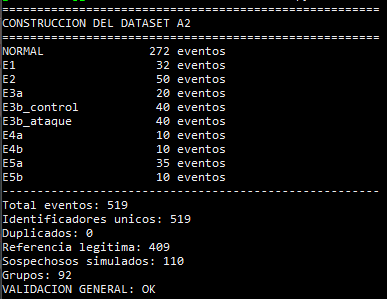 ============================================================
CONSTRUCCION DEL DATASET A2
============================================================
NORMAL 272 eventos
E1 32 eventos
E2 50 eventos
E3a 20 eventos
E3b_control 40 eventos
E3b_ataque 40 eventos
E4a 10 eventos
E4b 10 eventos
E5a 35 eventos
E5b 10 eventos
------------------------------------------------------------
Total eventos: 519
Identificadores unicos: 519
Duplicados: 0
Referencia legitima: 409
Sospechosos simulados: 110
Grupos: 92
VALIDACION GENERAL: OK